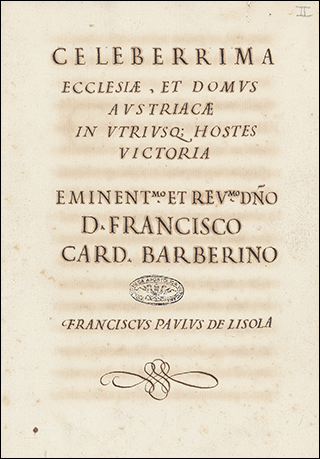 II
CELEBERRIMA
ECCLESIÆ, ET DOMVS
AVSTRIACÆ
IN VTRIVSQ; HOSTES
VICTORIA
EMINENT.mo ET REV.mo DÑO
D. FRANCISCO
CARD. BARBERINO
FRANCISCVS PAVLVS DE LISOLA